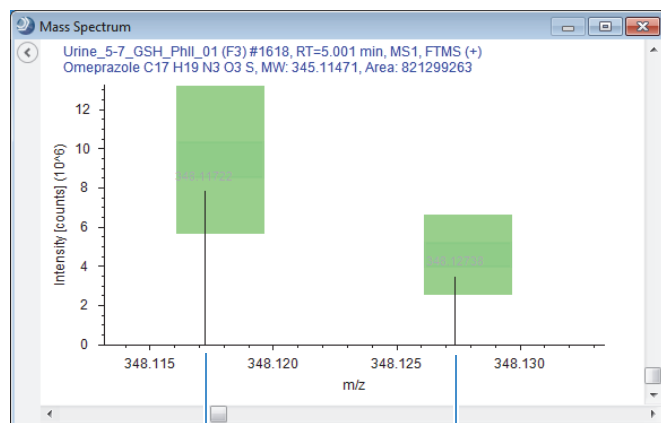 Mass Spectrum
Urine_5-7_GSH_PhII_01 (F3) #1618, RT=5.001 min, MS1, FTMS (+)
Omeprazole C17 H19 N3 O3 S, MW: 345.11471, Area: 821299263
Intensity [counts] (10^6)
12
10
8
6
4
2
0
348.11722
348.12738
348.115
348.120
348.125
348.130
m/z